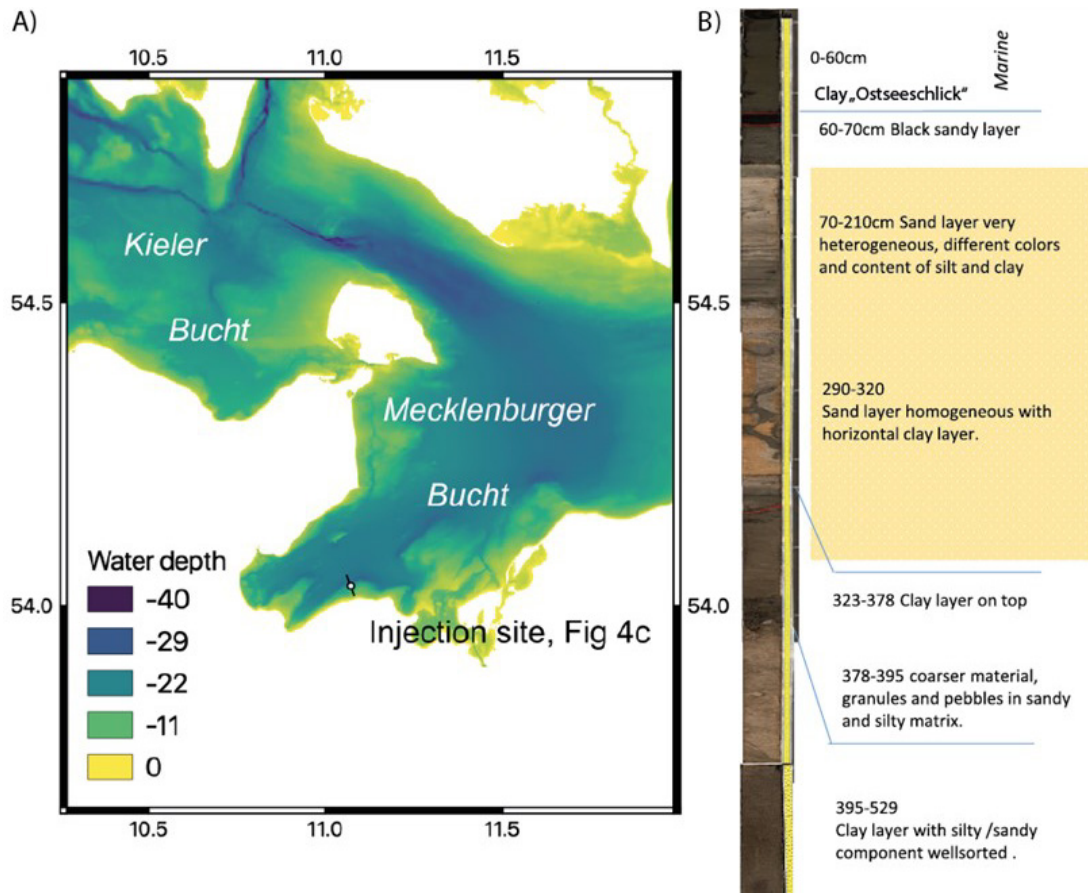 A)
10.5 11.0 11.5
54.5
54.0
Kieler
Bucht
Mecklenburger
Bucht
Injection site, Fig 4c
Water depth
-40
-29
-22
-11
0
54.5
54.0
10.5 11.0 11.5
B)
0-60cm
Marine
Clay„Ostseeschlick"
60-70cm Black sandy layer
70-210cm Sand layer very
heterogeneous, different colors
and content of silt and clay
290-320
Sand layer homogeneous with
horizontal clay layer.
323-378 Clay layer on top
378-395 coarser material,
granules and pebbles in sandy
and silty matrix.
395-529
Clay layer with silty /sandy
component wellsorted .